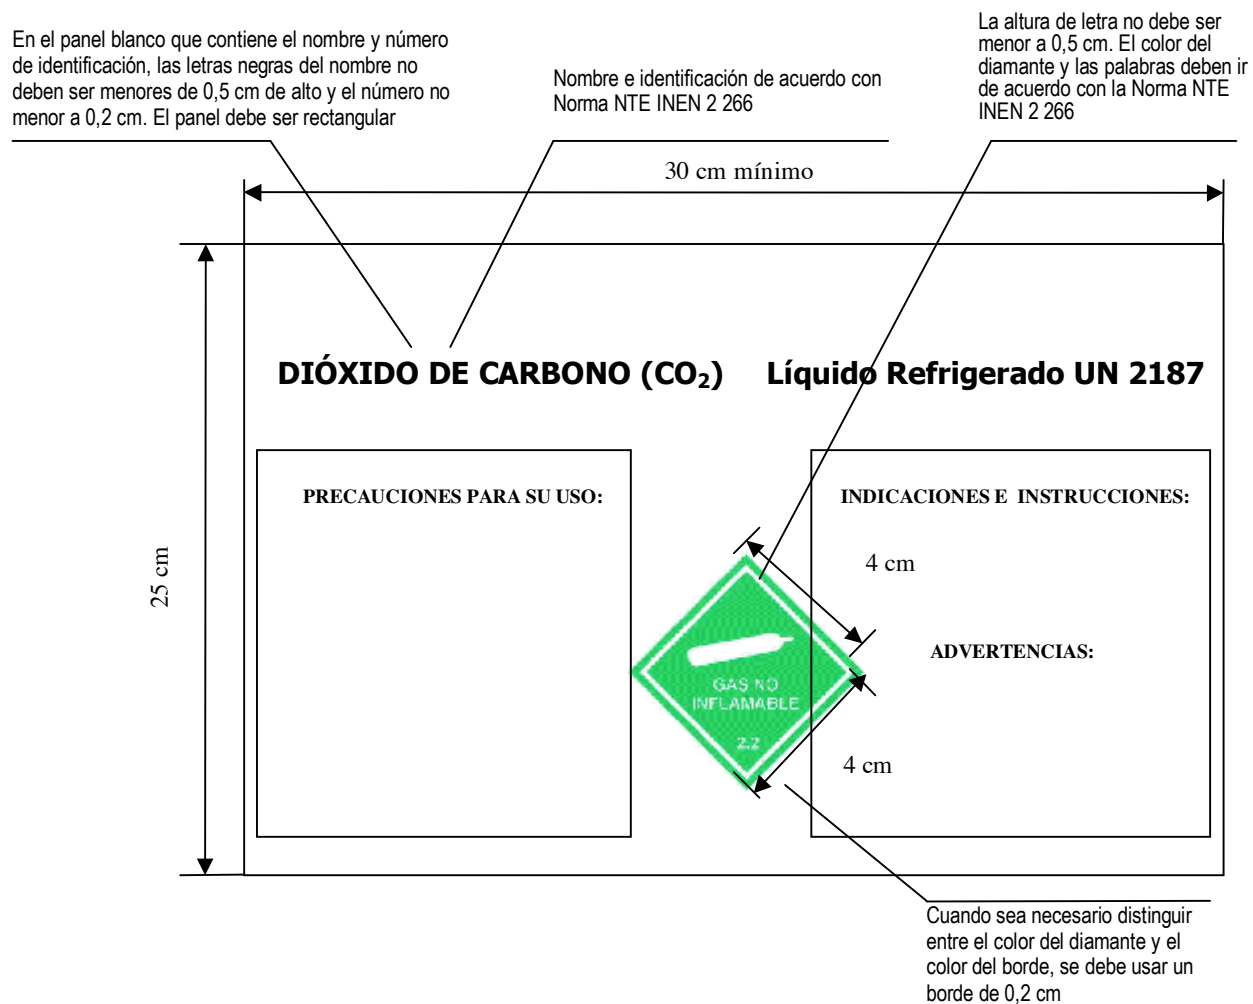 En el panel blanco que contiene el nombre y número
de identificación, las letras negras del nombre no
deben ser menores de 0,5 cm de alto y el número no
menor a 0,2 cm. El panel debe ser rectangular
Nombre e identificación de acuerdo con
Norma NTE INEN 2 266
La altura de letra no debe ser
menor a 0,5 cm. El color del
diamante y las palabras deben ir
de acuerdo con la Norma NTE
INEN 2 266
30 cm mínimo
25 cm
DIÓXIDO DE CARBONO (CO₂) Líquido Refrigerado UN 2187
PRECAUCIONES PARA SU USO:
INDICACIONES E INSTRUCCIONES:
4 cm
ADVERTENCIAS:
GAS NO
INFLAMABLE
2.2
4 cm
Cuando sea necesario distinguir
entre el color del diamante y el
color del borde, se debe usar un
borde de 0,2 cm